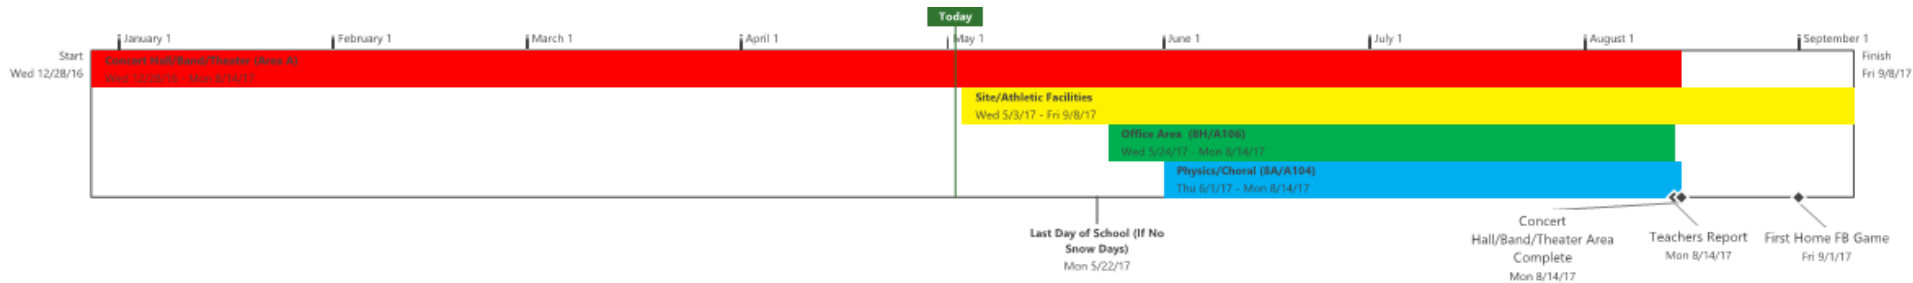 Today
January 1
February 1
March 1
April 1
May 1
June 1
July 1
August 1
September 1
Start
Wed 12/28/16
Finish
Fri 9/8/17
Concert Hall/Band/Theater (Area A)
Wed 12/28/16 - Mon
Site/Athletic Facilities
Wed 5/3/17 - Fri 9/8/17
Office Area (8H/A106)
Wed 5/24/17 - Mon 8/14/17
Physics/Choral (8A/A104)
Thu 6/1/17 - Mon 8/14/17
Last Day of School (If No
Snow Days)
Mon 5/22/17
Concert
Hall/Band/Theater Area
Complete
Mon 8/14/17
Teachers Report
Mon 8/14/17
First Home FB Game
Fri 9/1/17